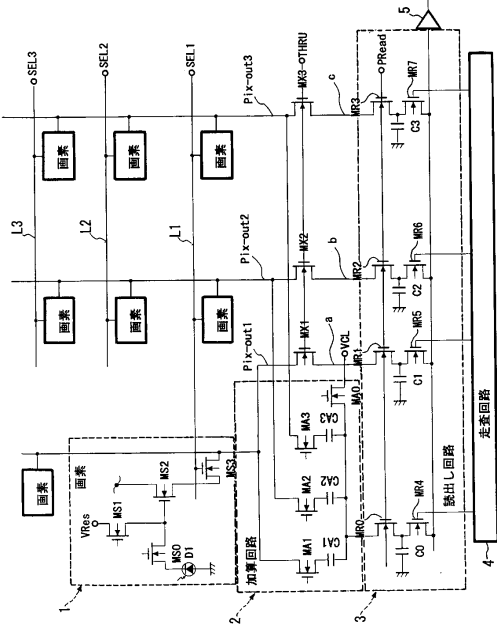 SEL3
SEL2
SEL1
L3
L2
L1
画素
画素
画素
画素
画素
画素
画素
画素
VRes
MS1
MS2
MS0
D1
MS3
1
Pix-out1
Pix-out2
Pix-out3
加算回路
2
MA1
MA2
MA3
MA0
CA1
CA2
CA3
VCL
MX1
MX2
MX3
THRU
a
b
c
MR0
MR1
MR2
MR3
PRead
C0
C1
C2
C3
MR4
MR5
MR6
MR7
読出し回路
3
走査回路
4
5